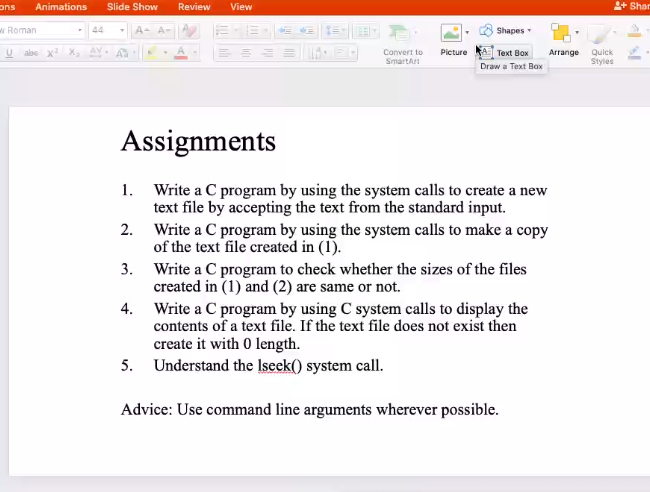 Animations Slide Show Review View
Roman 44 A A
U abc X² X₂ AV Aa A Convert to SmartArt Picture Shapes Text Box Arrange Quick Styles
Draw a Text Box
Assignments
1. Write a C program by using the system calls to create a new
text file by accepting the text from the standard input.
2. Write a C program by using the system calls to make a copy
of the text file created in (1).
3. Write a C program to check whether the sizes of the files
created in (1) and (2) are same or not.
4. Write a C program by using C system calls to display the
contents of a text file. If the text file does not exist then
create it with 0 length.
5. Understand the lseek() system call.
Advice: Use command line arguments wherever possible.